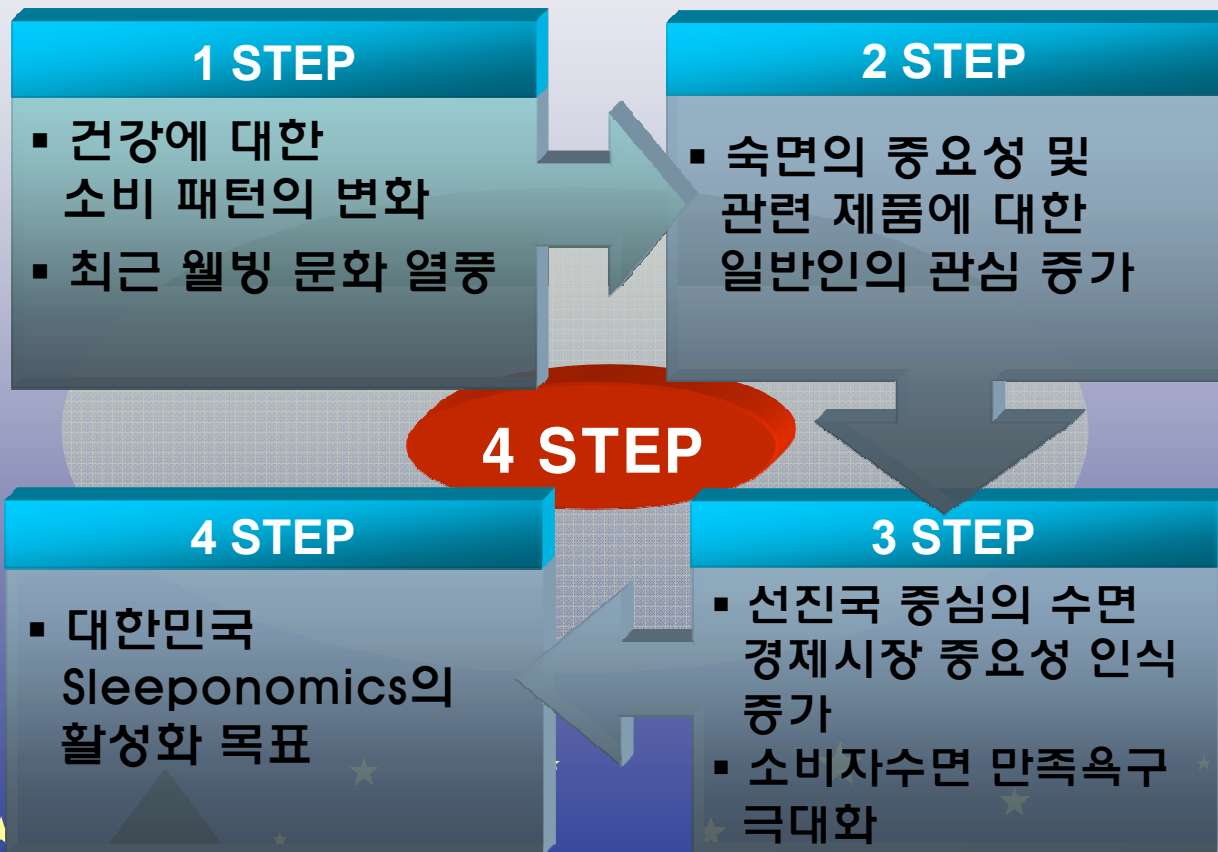 1 STEP
▪ 건강에 대한
소비 패턴의 변화
▪ 최근 웰빙 문화 열풍
2 STEP
▪ 숙면의 중요성 및
관련 제품에 대한
일반인의 관심 증가
4 STEP
3 STEP
▪ 선진국 중심의 수면
경제시장 중요성 인식
증가
▪ 소비자수면 만족욕구
극대화
4 STEP
▪ 대한민국
Sleeponomics의
활성화 목표